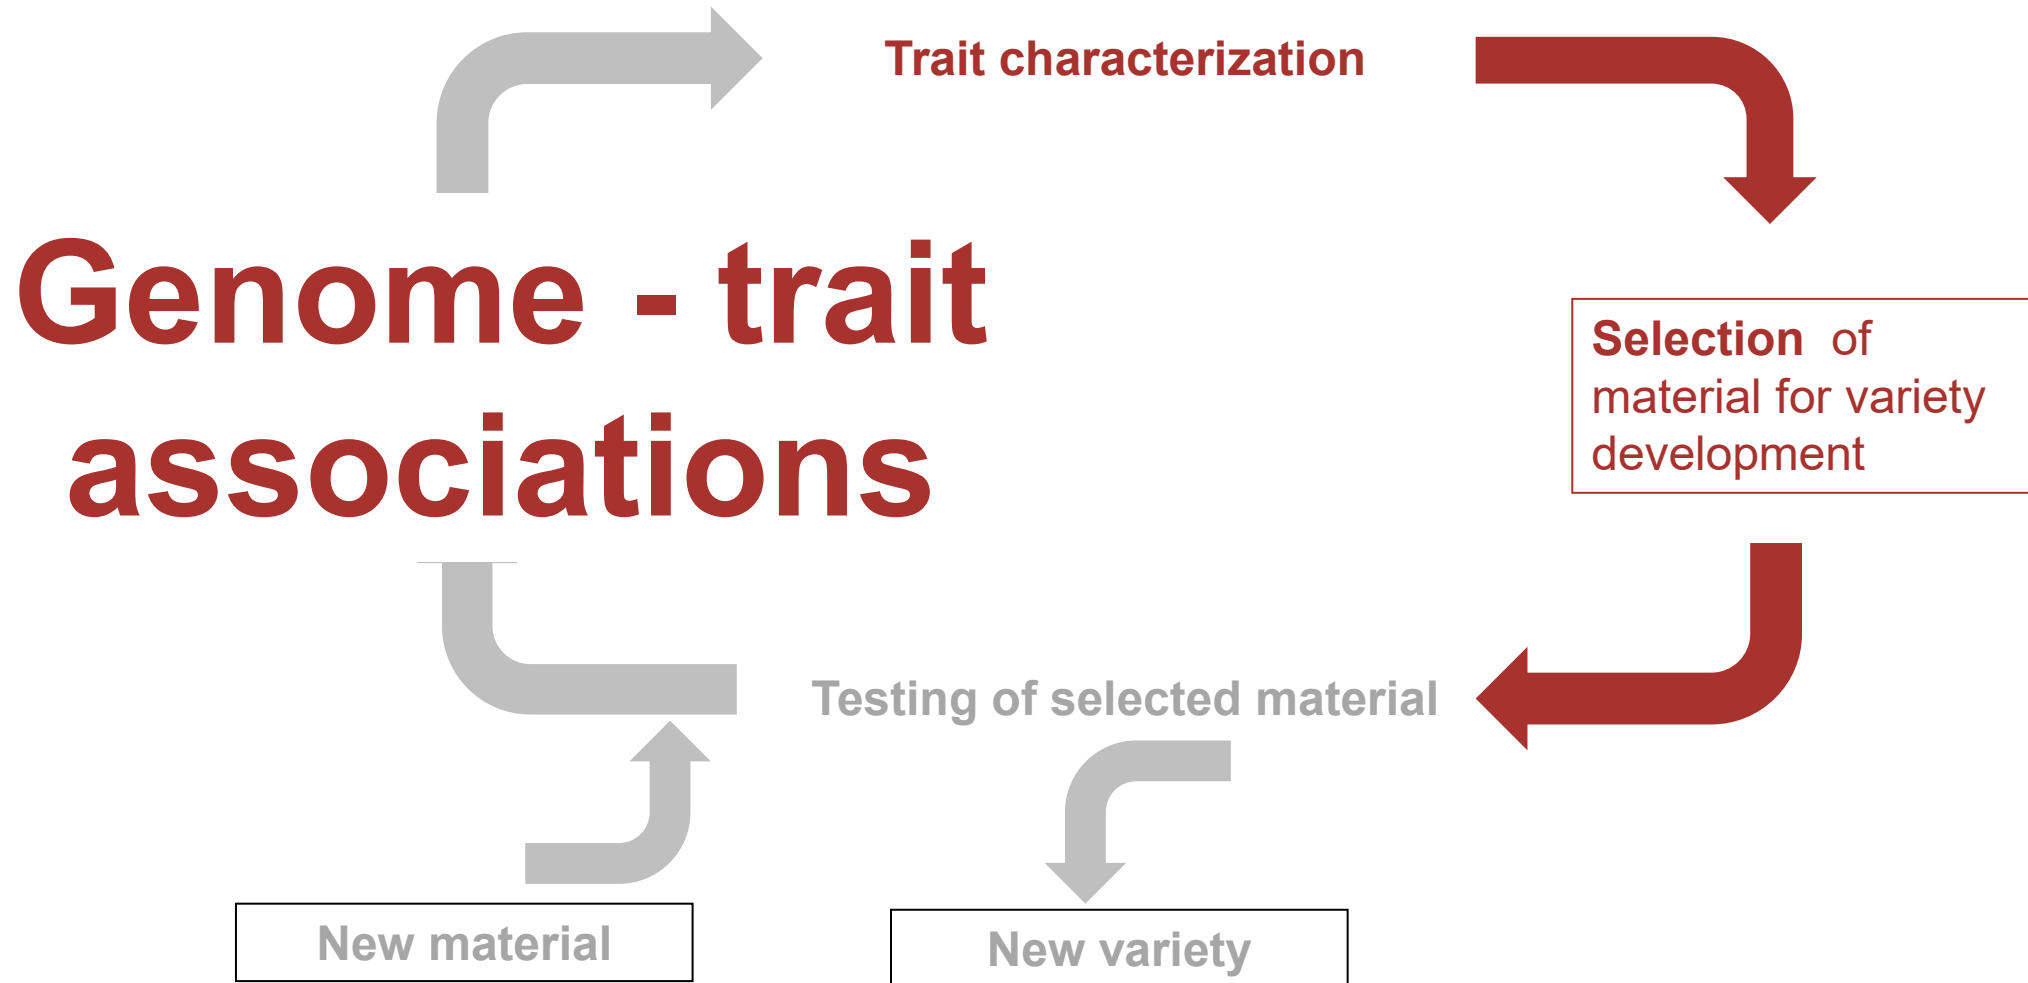 Trait characterization
Genome - trait
associations
Selection  of
material for variety
development
Testing of selected material
New material
New variety